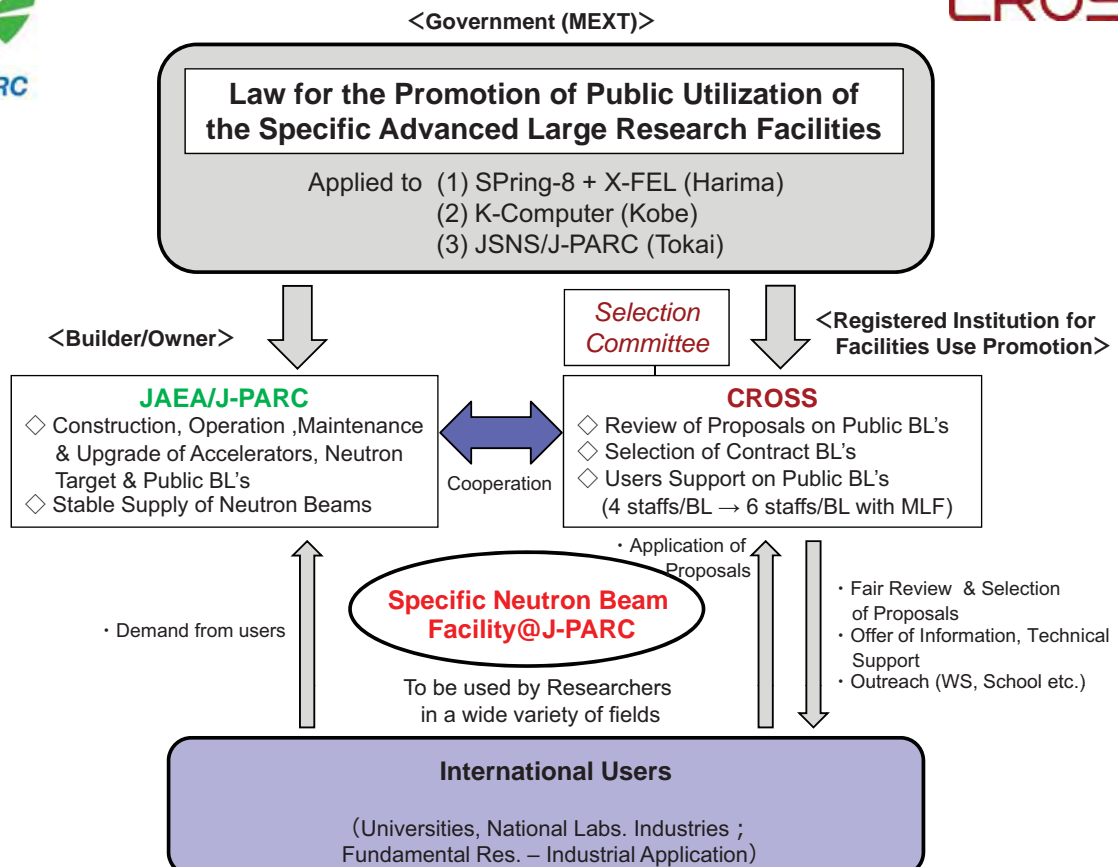 <Government (MEXT)>
CROS
RC
Law for the Promotion of Public Utilization of
the Specific Advanced Large Research Facilities
Applied to (1) SPring-8 + X-FEL (Harima)
(2) K-Computer (Kobe)
(3) JSNS/J-PARC (Tokai)
<Builder/Owner>
Selection
Committee
<Registered Institution for
Facilities Use Promotion>
JAEA/J-PARC
◇ Construction, Operation ,Maintenance
& Upgrade of Accelerators, Neutron
Target & Public BL's
◇ Stable Supply of Neutron Beams
Cooperation
CROSS
◇ Review of Proposals on Public BL's
◇ Selection of Contract BL's
◇ Users Support on Public BL's
(4 staffs/BL → 6 staffs/BL with MLF)
・Demand from users
Specific Neutron Beam
Facility@J-PARC
・Application of
Proposals
・Fair Review & Selection
of Proposals
・Offer of Information, Technical
Support
・Outreach (WS, School etc.)
To be used by Researchers
in a wide variety of fields
International Users
(Universities, National Labs. Industries ;
Fundamental Res. – Industrial Application)